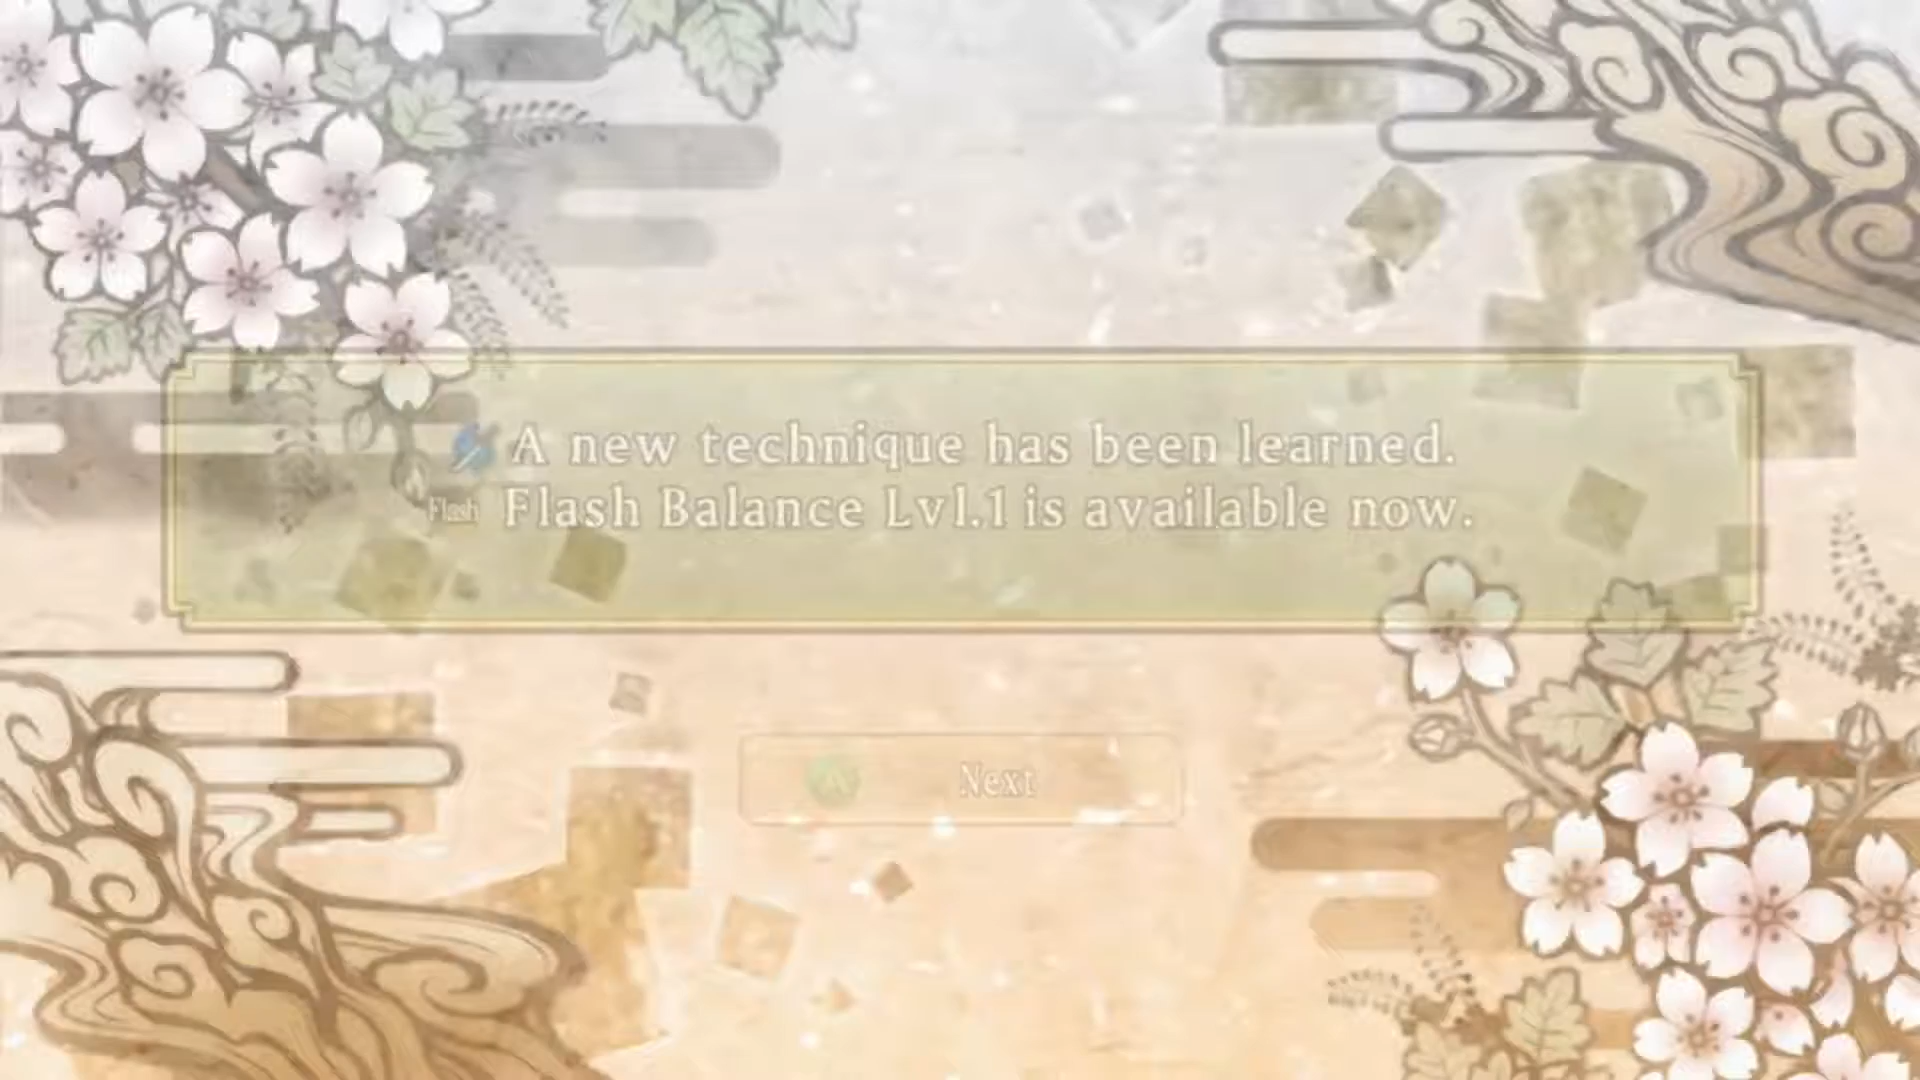 A new technique has been learned.
Flash Flash Balance Lvl.1 is available now.
Next